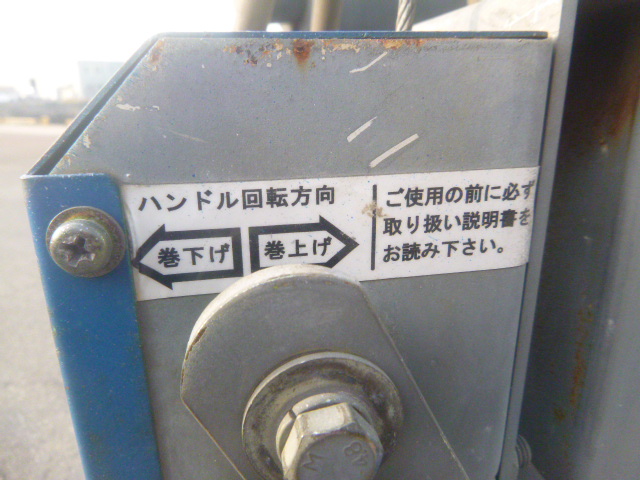 ハンドル回転方向
巻下げ
巻上げ
ご使用の前に必ず
取り扱い説明書を
お読み下さい。
M
8